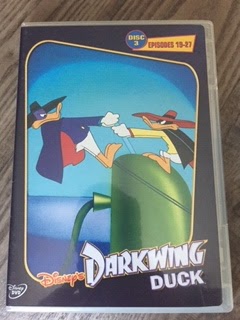 DISC
3
EPISODES 19-27
Disney's
DARKWING
DUCK
Disney
DVD